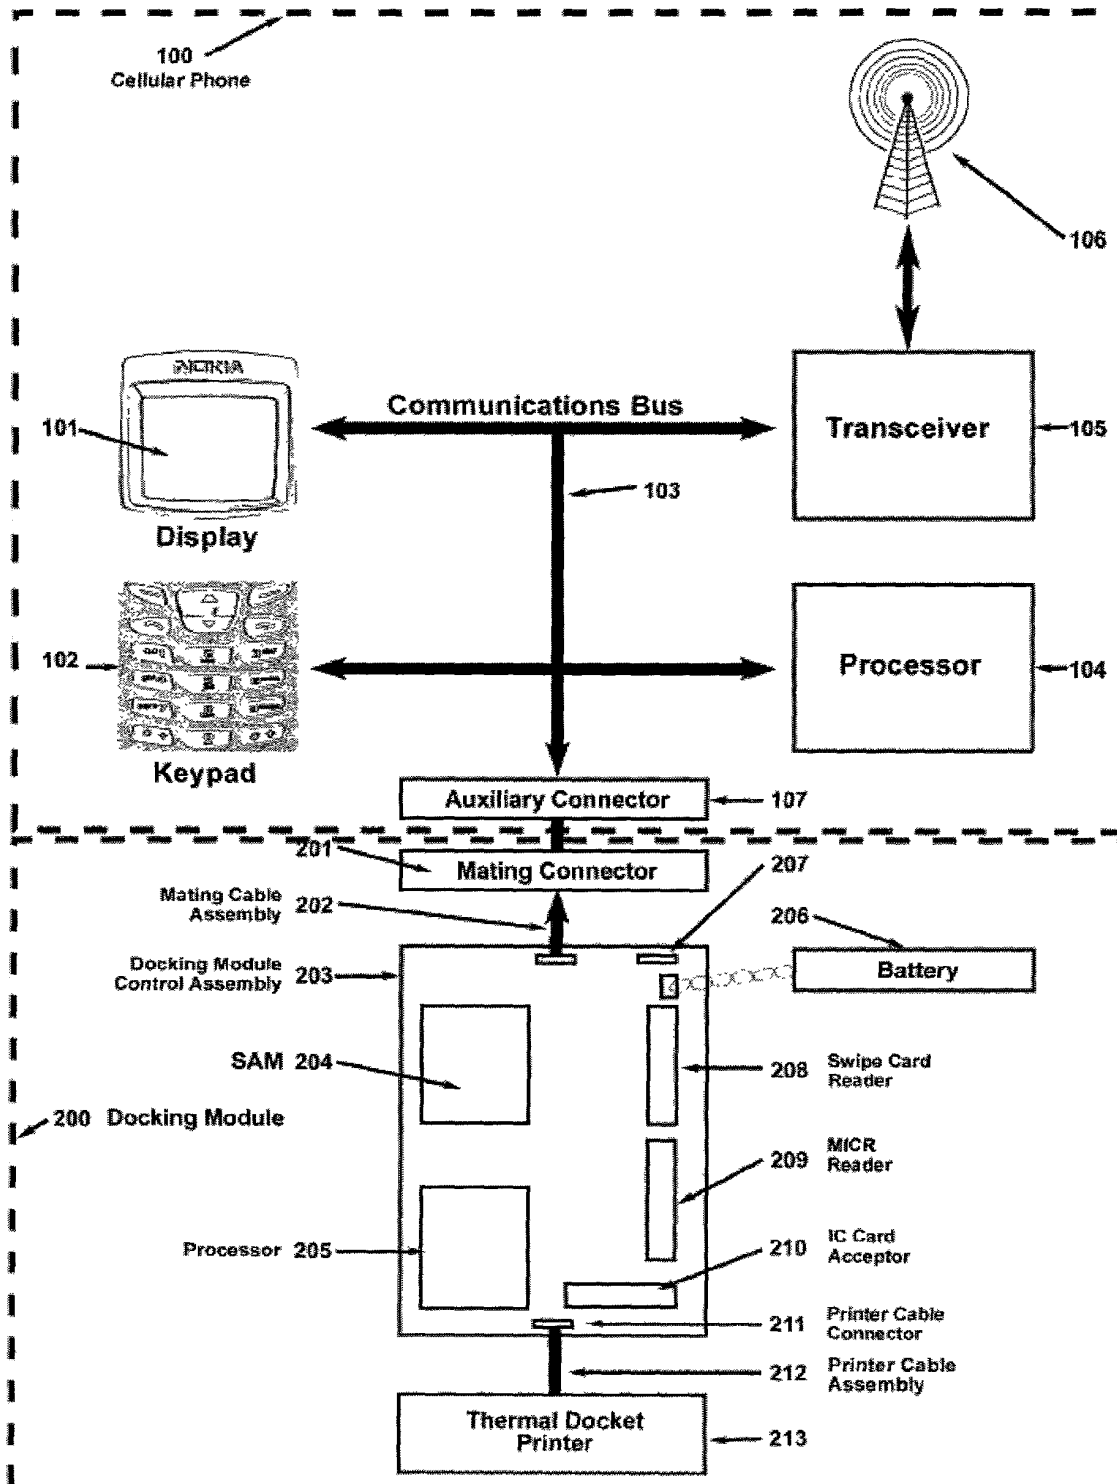 100
Cellular Phone
106
NOKIA
Communications Bus
101
Transceiver
105
103
Display
102
Processor
104
Keypad
Auxiliary Connector
107
201
Mating Connector
207
Mating Cable
Assembly
202
206
Docking Module
Control Assembly
203
Battery
SAM 204
208
Swipe Card
Reader
200 Docking Module
209
MICR
Reader
Processor 205
210
IC Card
Acceptor
211
Printer Cable
Connector
212
Printer Cable
Assembly
Thermal Docket
Printer
213